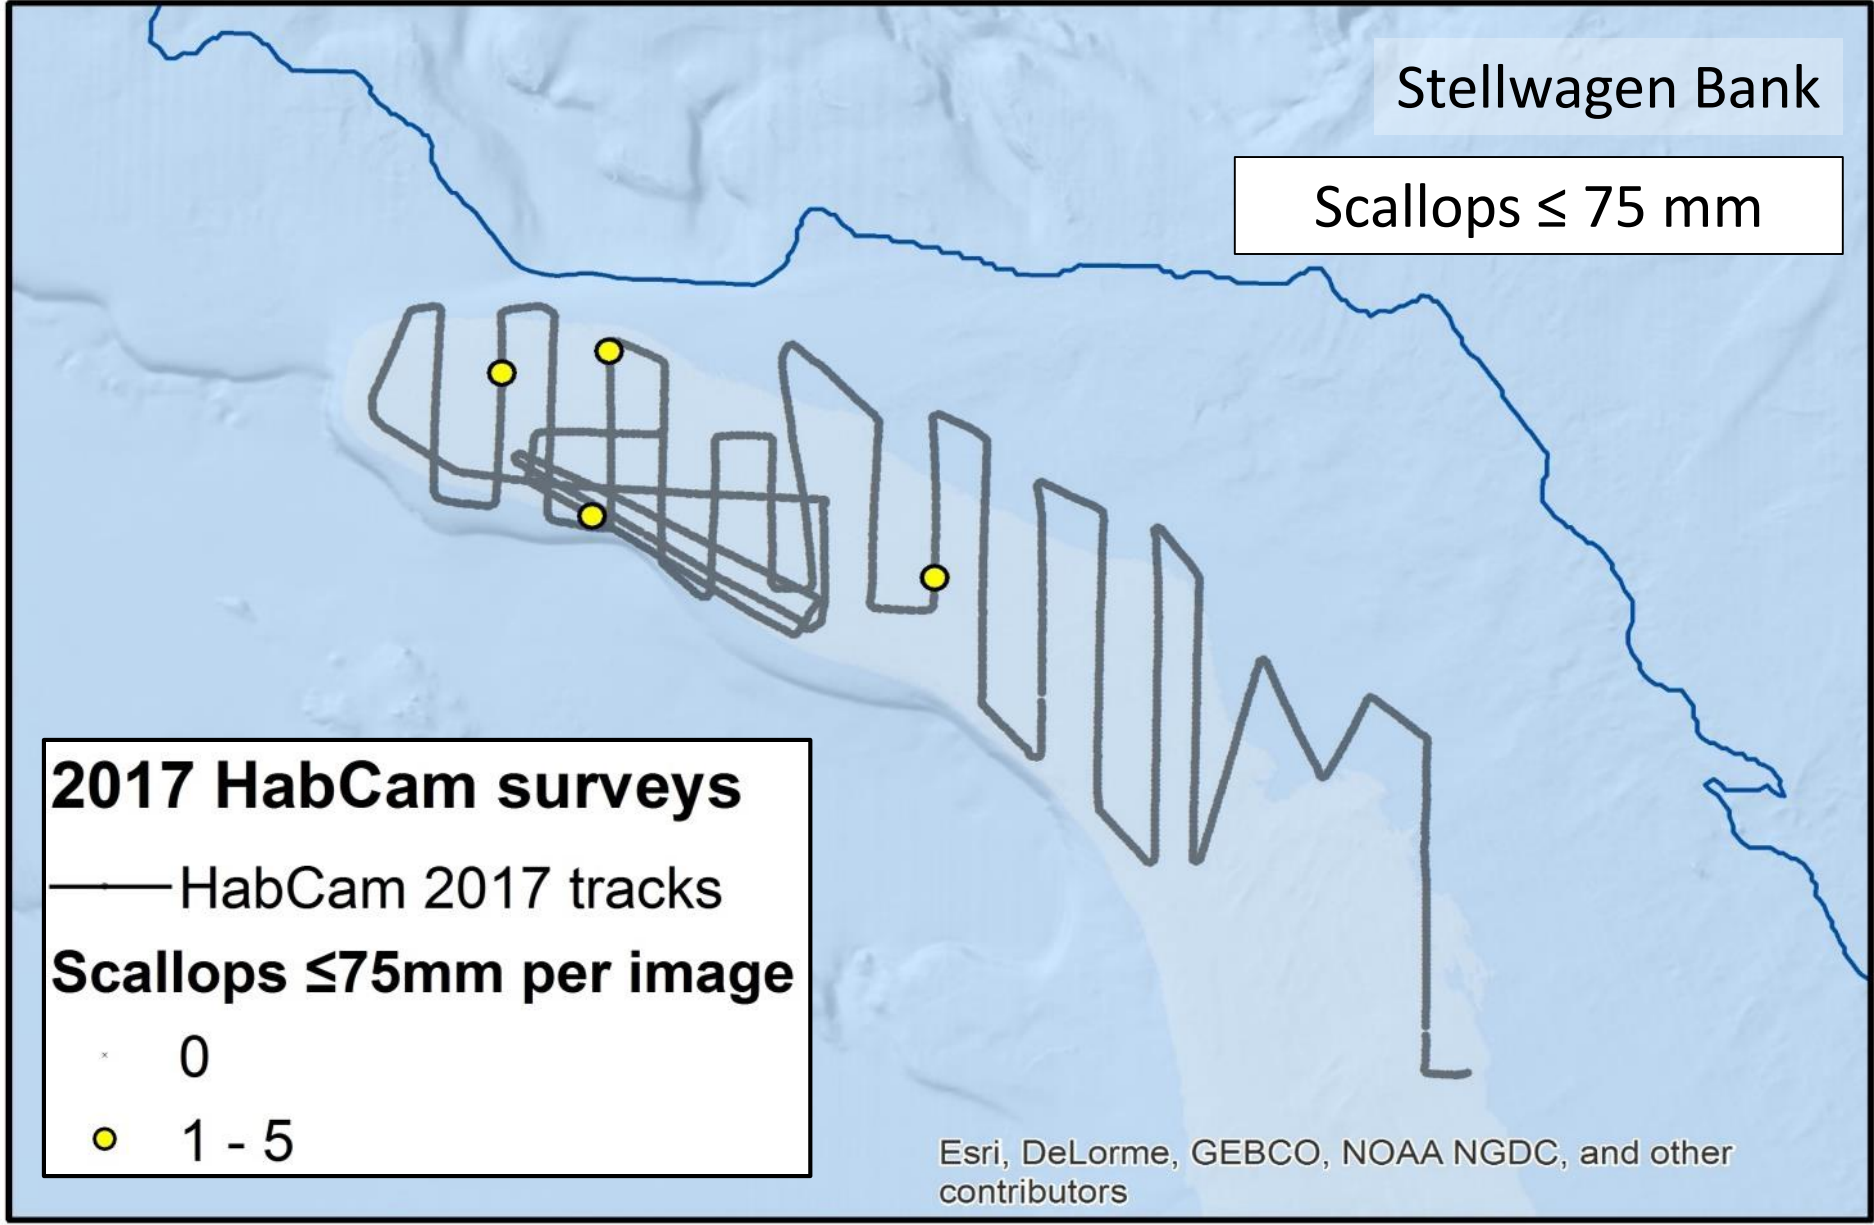 Stellwagen Bank
Scallops ≤ 75 mm
2017 HabCam surveys
HabCam 2017 tracks
Scallops ≤75mm per image
0
1 - 5
Esri, DeLorme, GEBCO, NOAA NGDC, and other
contributors